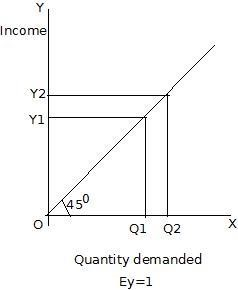 Y
Income
Y2
Y1
45⁰
O
Q1 Q2
X
Quantity demanded
Ey=1